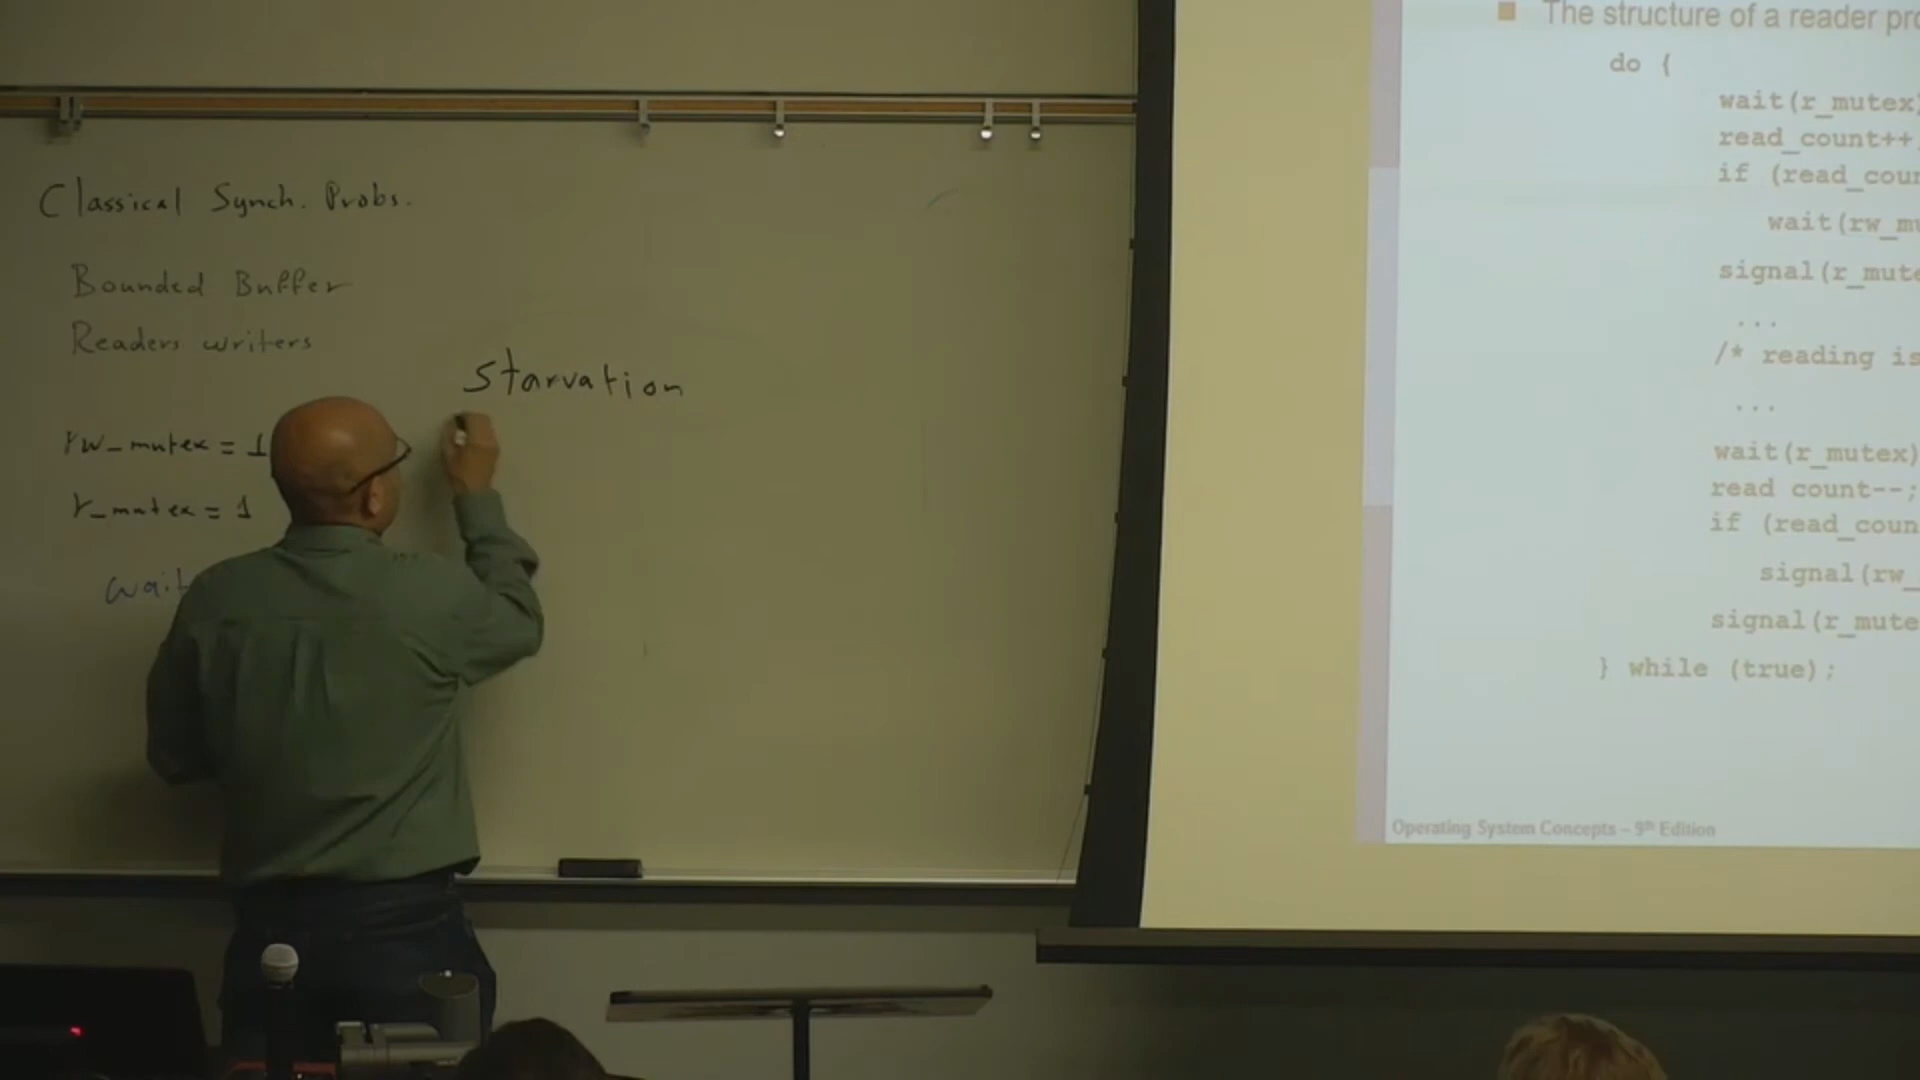 Classical Synch. Probs.
Bounded Buffer
Readers writers
Starvation
rw_mutex = 1
r_mutex = 1
wait
The structure of a reader pro
do {
wait(r_mutex)
read_count++;
if (read_coun
wait(rw_mu
signal(r_mute
...
/* reading is
...
wait(r_mutex)
read count--;
if (read_coun
signal(rw_
signal(r_mute
} while (true);
Operating System Concepts – 9th Edition